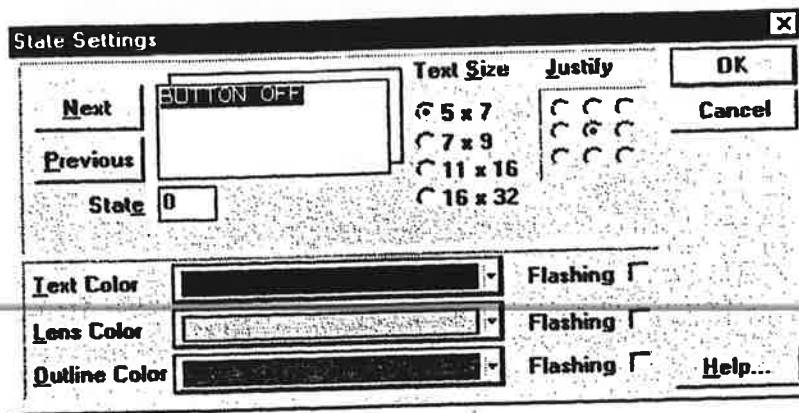 State Settings
Next
Previous
State 0
BUTTON OFF
Text Size
5 x 7
7 x 9
11 x 16
16 x 32
Justify
OK
Cancel
Text Color
Flashing
Lens Color
Flashing
Outline Color
Flashing
Help...